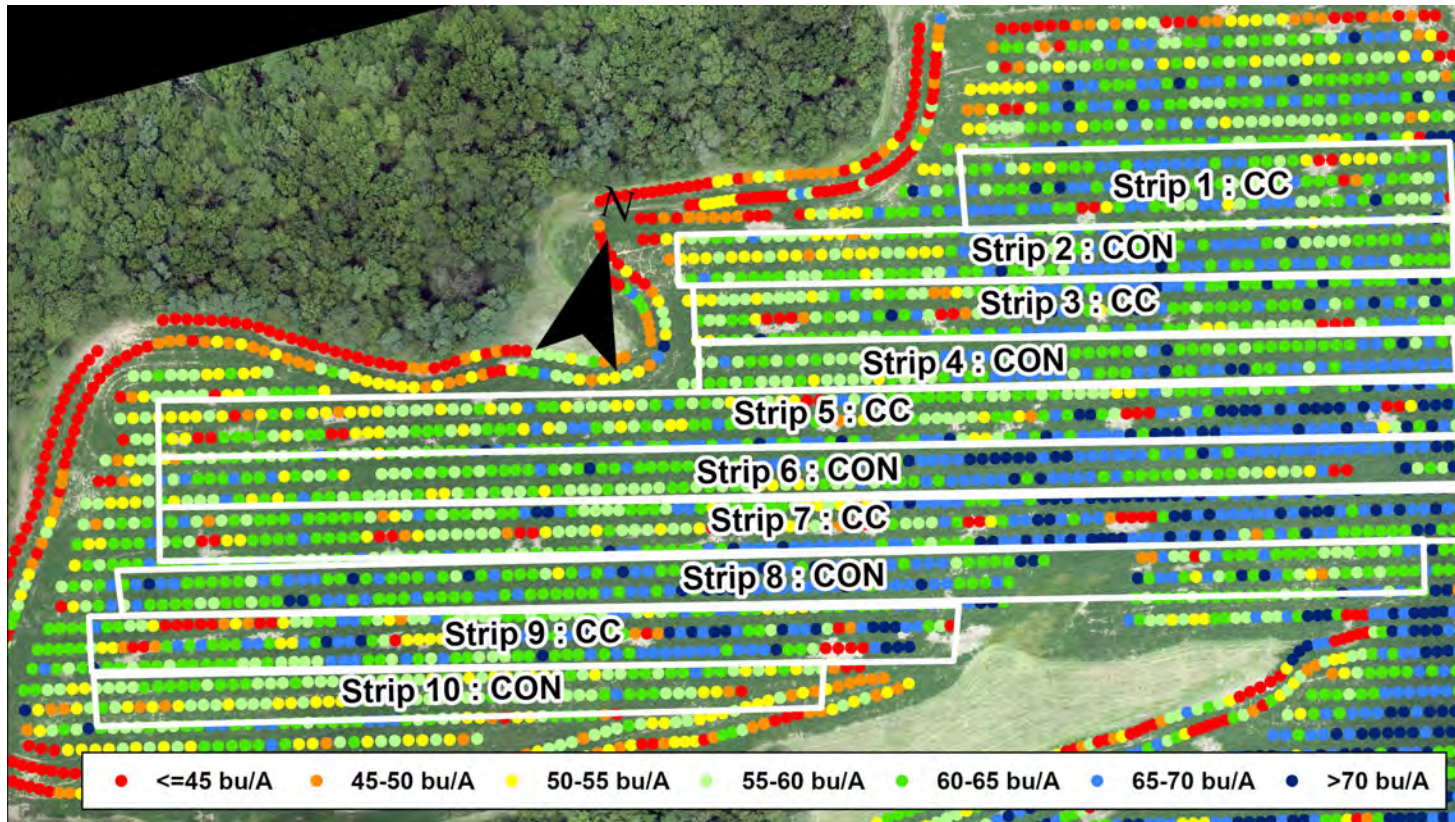 N
Strip 1 : CC
Strip 2 : CON
Strip 3 : CC
Strip 4 : CON
Strip 5 : CC
Strip 6 : CON
Strip 7 : CC
Strip 8 : CON
Strip 9 : CC
Strip 10 : CON
<=45 bu/A 45-50 bu/A 50-55 bu/A 55-60 bu/A 60-65 bu/A 65-70 bu/A >70 bu/A